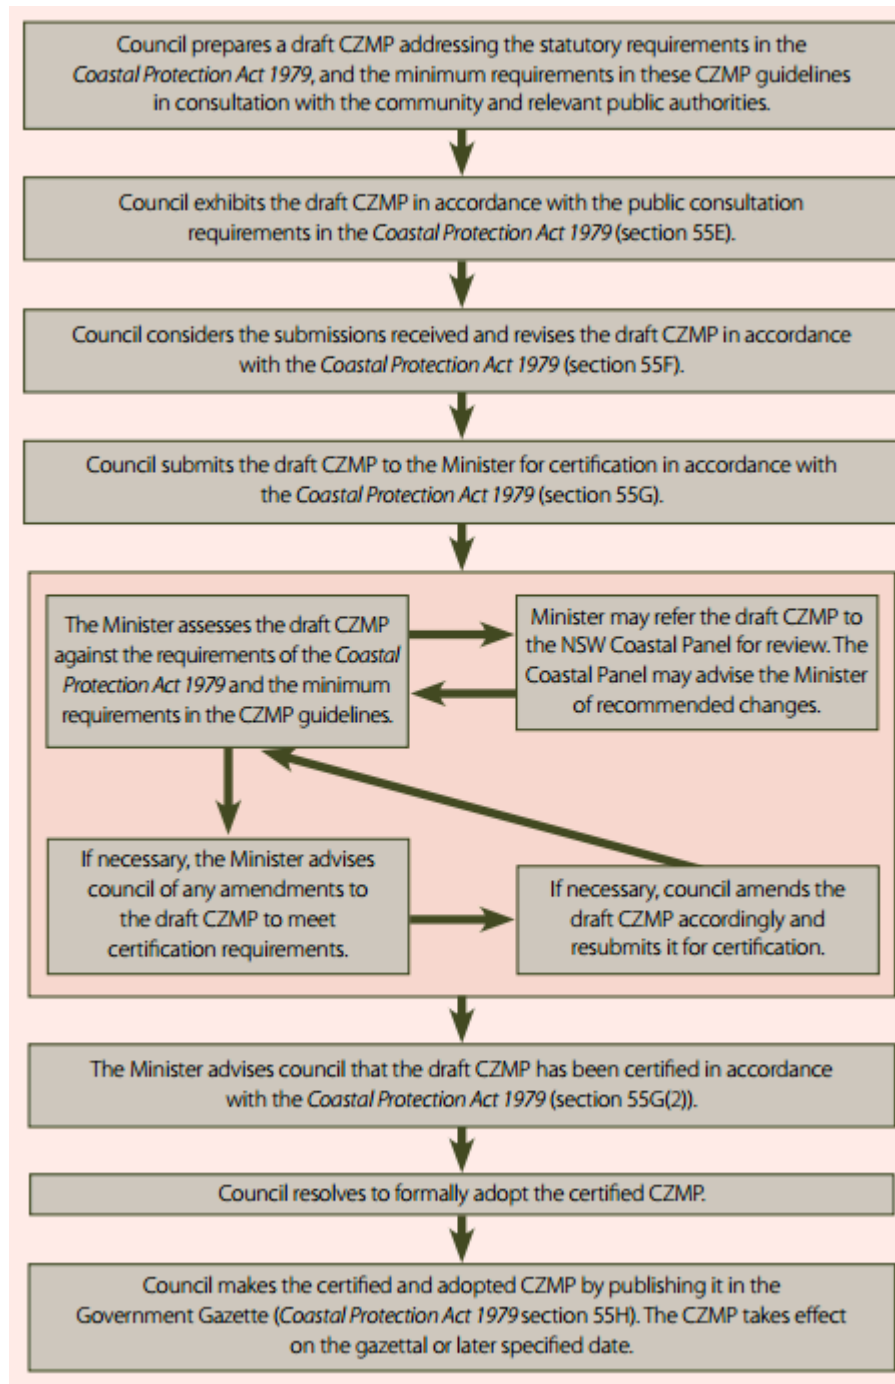 Council prepares a draft CZMP addressing the statutory requirements in the
Coastal Protection Act 1979, and the minimum requirements in these CZMP guidelines
in consultation with the community and relevant public authorities.
Council exhibits the draft CZMP in accordance with the public consultation
requirements in the Coastal Protection Act 1979 (section 55E).
Council considers the submissions received and revises the draft CZMP in accordance
with the Coastal Protection Act 1979 (section 55F).
Council submits the draft CZMP to the Minister for certification in accordance with
the Coastal Protection Act 1979 (section 55G).
The Minister assesses the draft CZMP
against the requirements of the Coastal
Protection Act 1979 and the minimum
requirements in the CZMP guidelines.
Minister may refer the draft CZMP to
the NSW Coastal Panel for review. The
Coastal Panel may advise the Minister
of recommended changes.
If necessary, the Minister advises
council of any amendments to
the draft CZMP to meet
certification requirements.
If necessary, council amends the
draft CZMP accordingly and
resubmits it for certification.
The Minister advises council that the draft CZMP has been certified in accordance
with the Coastal Protection Act 1979 (section 55G(2)).
Council resolves to formally adopt the certified CZMP.
Council makes the certified and adopted CZMP by publishing it in the
Government Gazette (Coastal Protection Act 1979 section 55H). The CZMP takes effect
on the gazettal or later specified date.